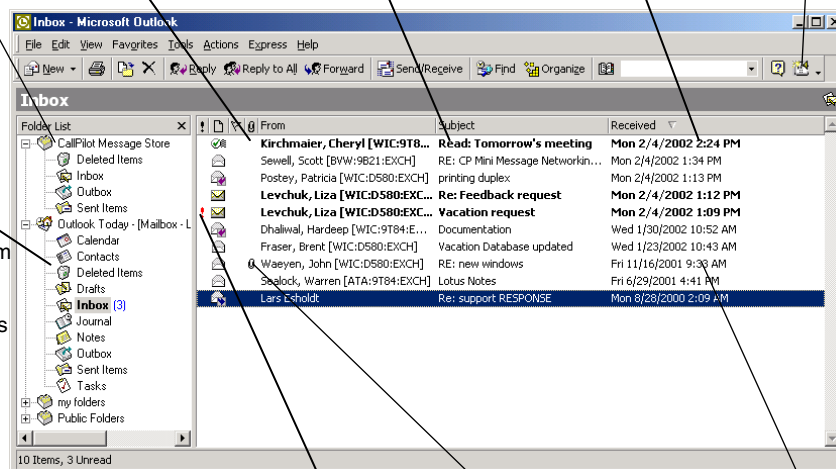 Inbox - Microsoft Outlook
File Edit View Favorites Tools Actions Express Help
New Reply Reply to All Forward Send/Receive Find Organize
Inbox
Folder List × ! From Subject Received
CallPilot Message Store
Deleted Items
Inbox
Outbox
Sent Items
Outlook Today - [Mailbox - L
Calendar
Contacts
Deleted Items
Drafts
Inbox (3)
Journal
Notes
Outbox
Sent Items
Tasks
my folders
Public Folders
Kirchmaier, Cheryl [WIC:9T8... Read: Tomorrow's meeting Mon 2/4/2002 2:24 PM
Sewell, Scott [BVW:9B21:EXCH] RE: CP Mini Message Networkin... Mon 2/4/2002 1:34 PM
Postey, Patricia [WIC:D580:EXCH] printing duplex Mon 2/4/2002 1:13 PM
Levchuk, Liza [WIC:D580:EXC... Re: Feedback request Mon 2/4/2002 1:12 PM
Levchuk, Liza [WIC:D580:EXC... Vacation request Mon 2/4/2002 1:09 PM
Dhaliwal, Hardeep [WIC:9T84:E... Documentation Wed 1/30/2002 10:52 AM
Fraser, Brent [WIC:D580:EXCH] Vacation Database updated Wed 1/23/2002 10:43 AM
Waeyen, John [WIC:D580:EXCH] RE: new windows Fri 11/16/2001 9:33 AM
Sealock, Warren [ATA:9T84:EXCH] Lotus Notes Fri 6/29/2001 4:41 PM
Lars Esholdt Re: support RESPONSE Mon 8/28/2000 2:09 AM
m
s
10 Items, 3 Unread